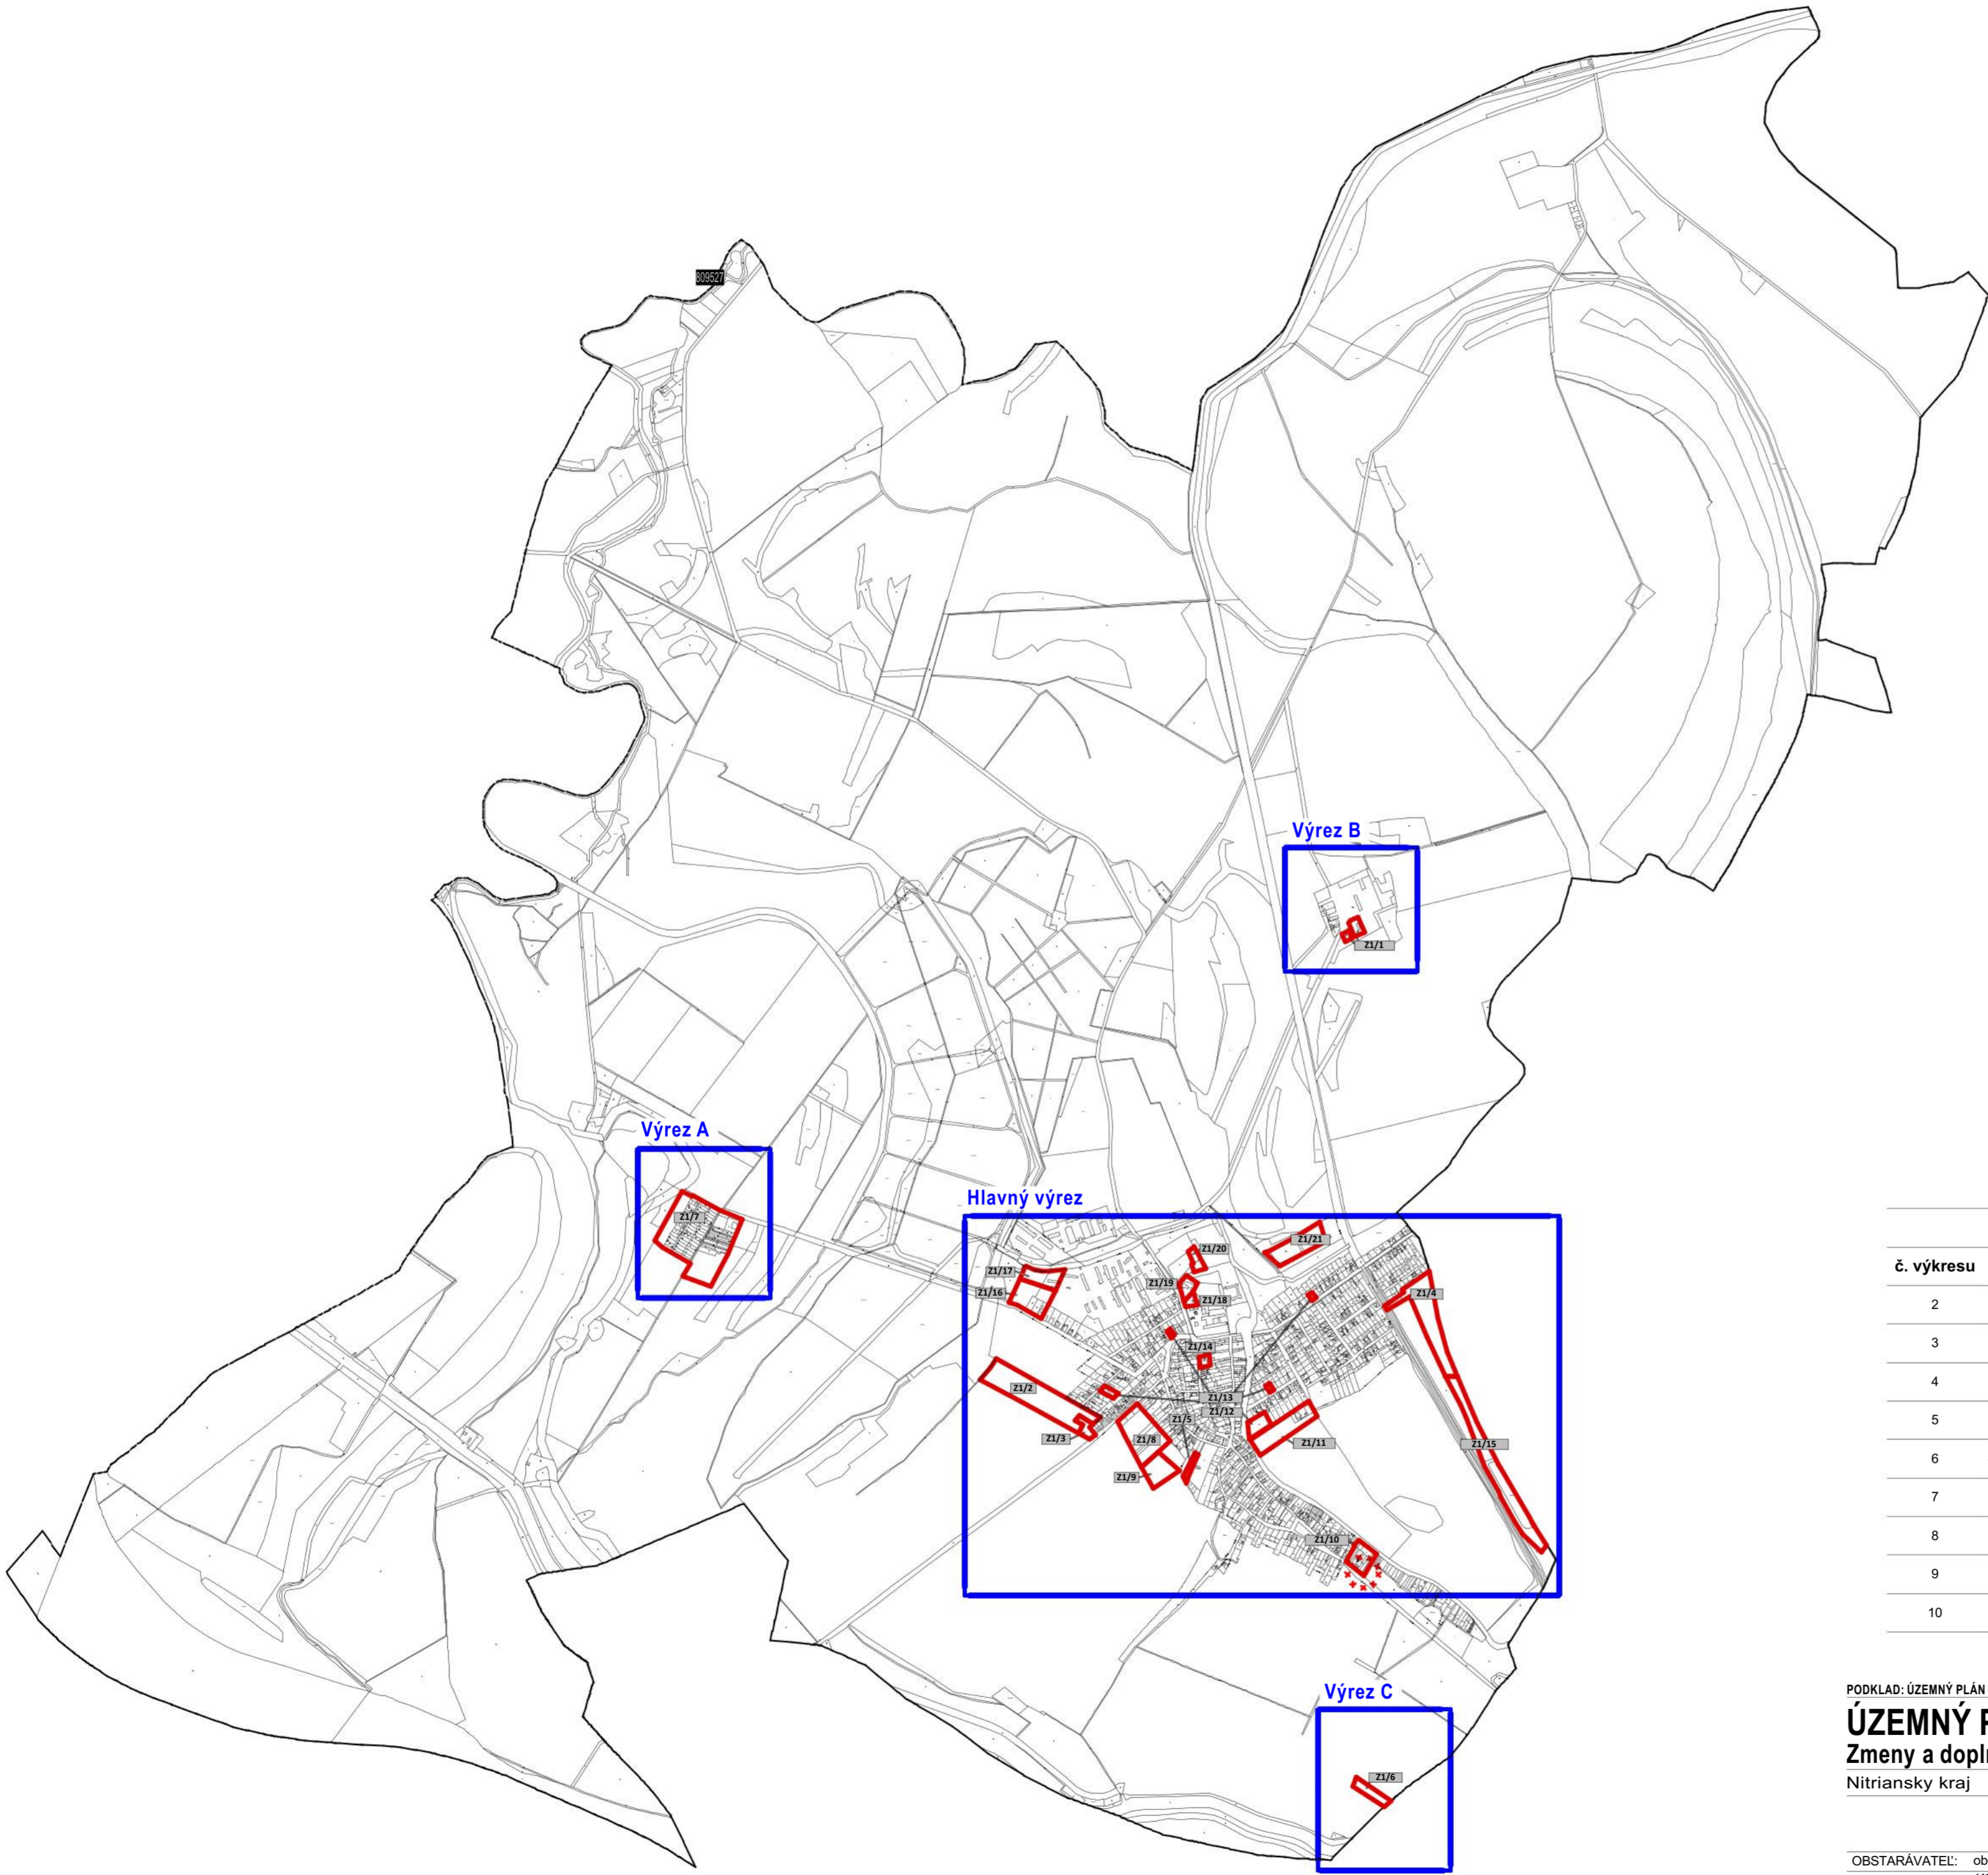 809527
Výrez B
Z1/1
Výrez A
Z1/7
Hlavný výrez
Z1/20
Z1/21
Z1/17
Z1/19
Z1/16
Z1/18
Z1/4
Z1/14
Z1/2
Z1/13
Z1/12
Z1/5
Z1/3
Z1/8
Z1/11
Z1/15
Z1/9
Z1/10
Výrez C
Z1/6
č. výkresu
2
3
4
5
6
7
8
9
10
PODKLAD: ÚZEMNÝ PLÁN
ÚZEMNÝ P
Zmeny a dopl
Nitriansky kraj
OBSTARÁVATEĽ: ob